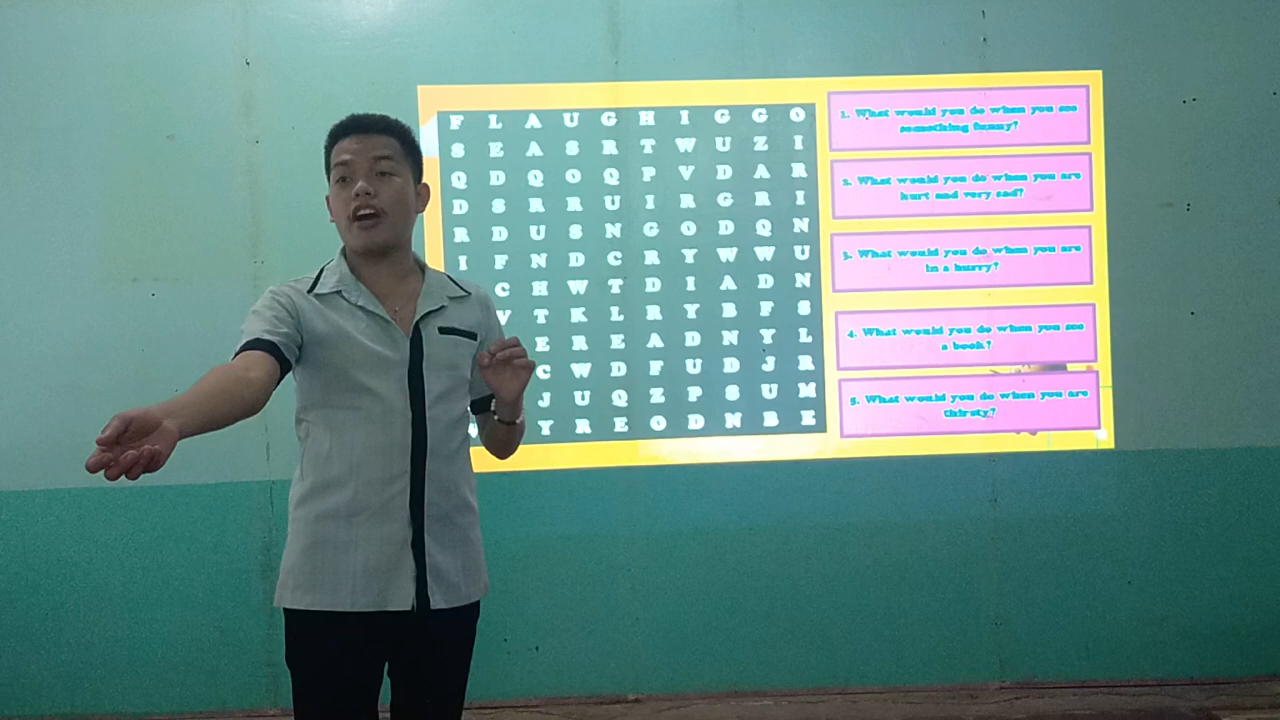 F L A U G H I G G O
S E A S R T W U Z I
Q D Q O Q P V D A R
D S R R U I R G R I
R D U S N G O D Q N
I F N D C R Y W W U
C H W T D I A D N
V T K L R Y B F S
E R E A D N Y L
C W D F U D J R
J U Q Z P S U M
Y R E O D N B E
1. What would you do when you see
something funny?
2. What would you do when you are
hurt and very sad?
3. What would you do when you are
in a hurry?
4. What would you do when you see
a book?
5. What would you do when you are
thirsty?